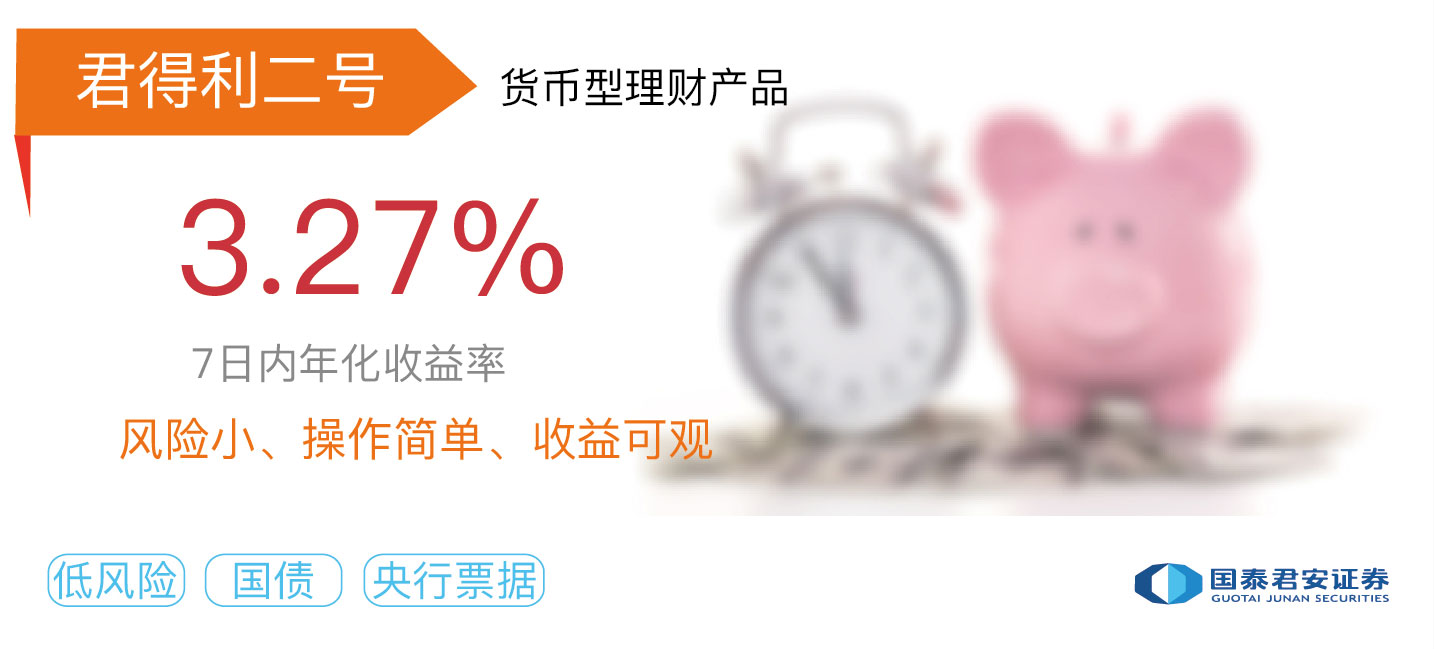 君得利二号
货币型理财产品
3.27%
7日内年化收益率
风险小、操作简单、收益可观
低风险 国债 央行票据
国泰君安证券
GUOTAI JUNAN SECURITIES